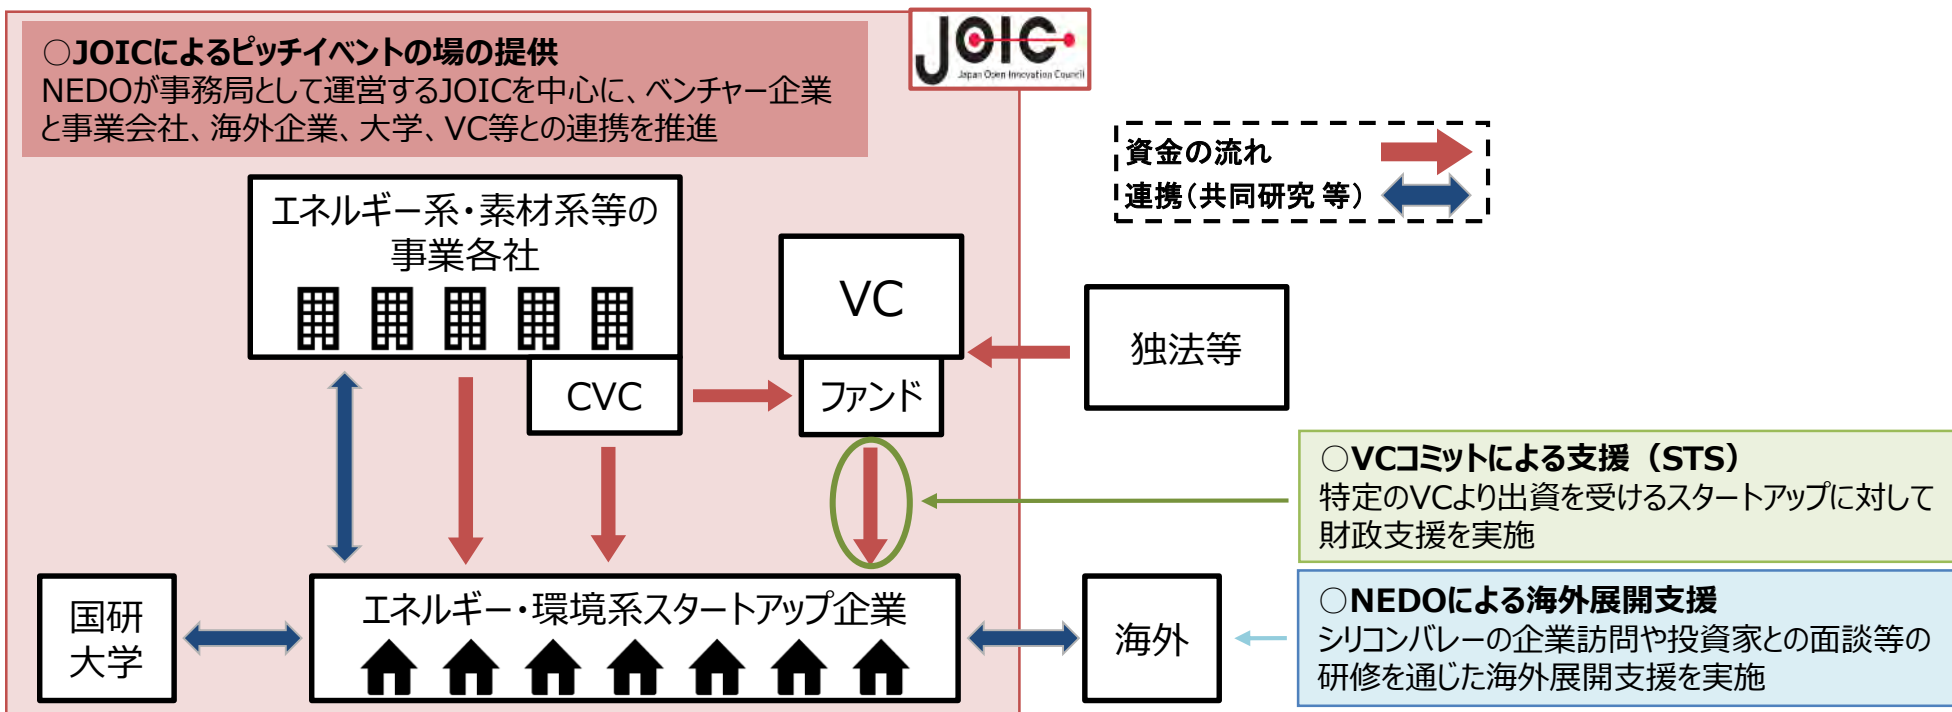 ○JOICによるピッチイベントの場の提供
NEDOが事務局として運営するJOICを中心に、ベンチャー企業
と事業会社、海外企業、大学、VC等との連携を推進
JOIC
Japan Open Innovation Council
資金の流れ
連携(共同研究 等)
エネルギー系・素材系等の
事業各社
CVC
VC
ファンド
独法等
○VCコミットによる支援（STS）
特定のVCより出資を受けるスタートアップに対して
財政支援を実施
国研
大学
エネルギー・環境系スタートアップ企業
海外
○NEDOによる海外展開支援
シリコンバレーの企業訪問や投資家との面談等の
研修を通じた海外展開支援を実施